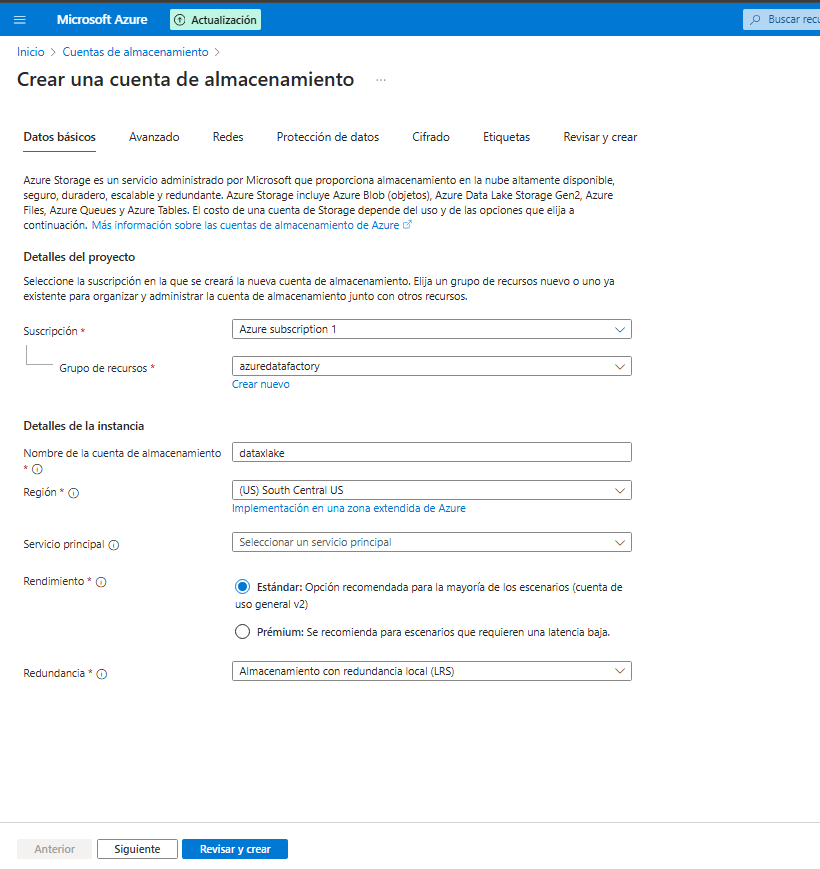 Microsoft Azure
Actualización
Buscar recu
Inicio > Cuentas de almacenamiento >
Crear una cuenta de almacenamiento ...
Datos básicos Avanzado Redes Protección de datos Cifrado Etiquetas Revisar y crear
Azure Storage es un servicio administrado por Microsoft que proporciona almacenamiento en la nube altamente disponible,
seguro, duradero, escalable y redundante. Azure Storage incluye Azure Blob (objetos), Azure Data Lake Storage Gen2, Azure
Files, Azure Queues y Azure Tables. El costo de una cuenta de Storage depende del uso y de las opciones que elija a
continuación. Más información sobre las cuentas de almacenamiento de Azure
Detalles del proyecto
Seleccione la suscripción en la que se creará la nueva cuenta de almacenamiento. Elija un grupo de recursos nuevo o uno ya
existente para organizar y administrar la cuenta de almacenamiento junto con otros recursos.
Suscripción *
Azure subscription 1
Grupo de recursos *
azuredatafactory
Crear nuevo
Detalles de la instancia
Nombre de la cuenta de almacenamiento
*
dataxlake
Región *
(US) South Central US
Implementación en una zona extendida de Azure
Servicio principal
Seleccionar un servicio principal
Rendimiento *
Estándar: Opción recomendada para la mayoría de los escenarios (cuenta de
uso general v2)
Prémium: Se recomienda para escenarios que requieren una latencia baja.
Redundancia *
Almacenamiento con redundancia local (LRS)
Anterior
Siguiente
Revisar y crear